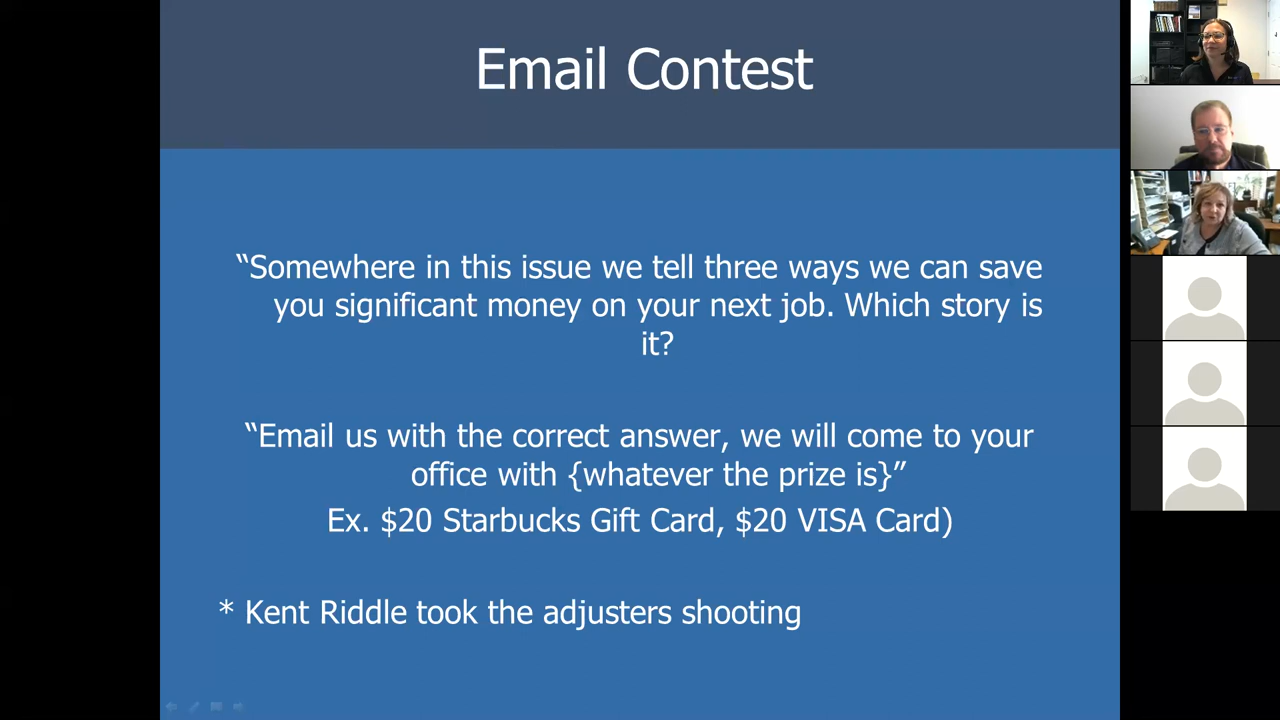 Email Contest
“Somewhere in this issue we tell three ways we can save
you significant money on your next job. Which story is
it?
“Email us with the correct answer, we will come to your
office with {whatever the prize is}”
Ex. $20 Starbucks Gift Card, $20 VISA Card)
* Kent Riddle took the adjusters shooting